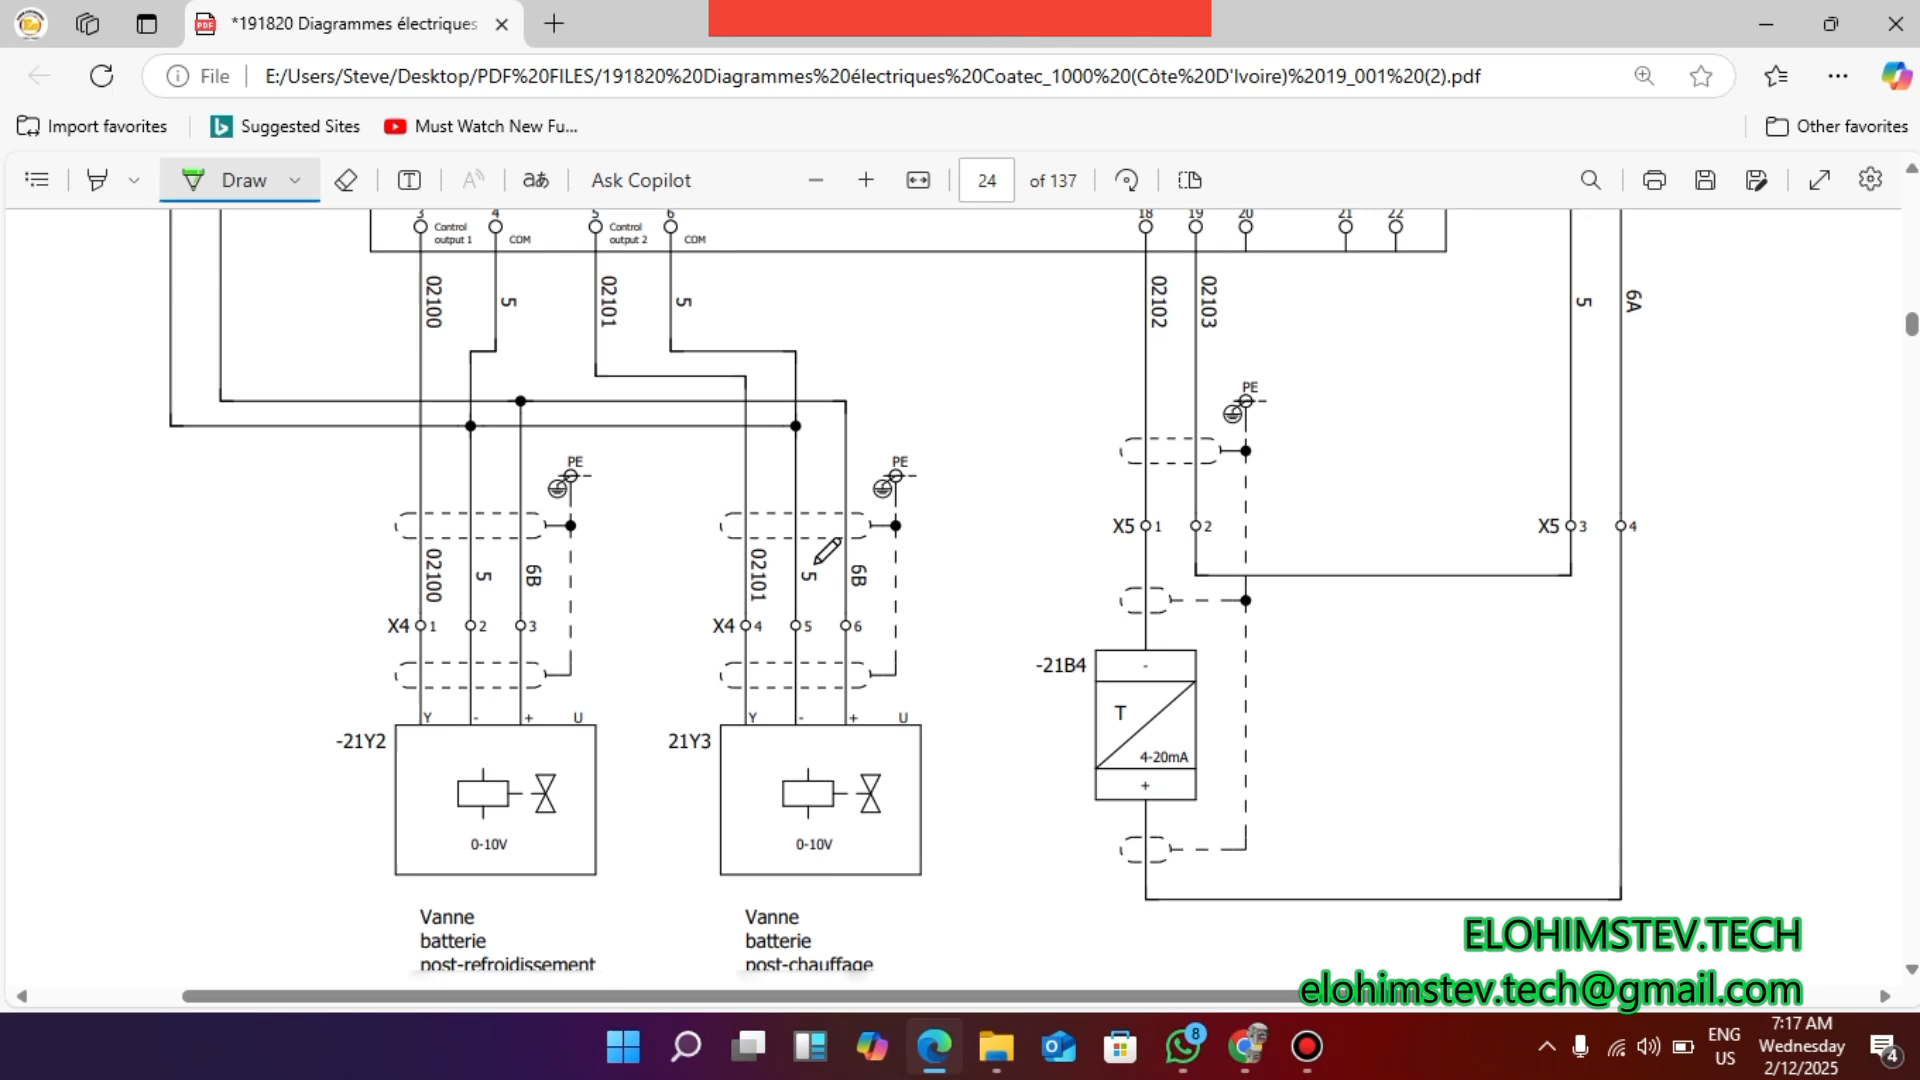 *191820 Diagrammes électriques
File
E:/Users/Steve/Desktop/PDF%20FILES/191820%20Diagrammes%20électriques%20Coatec_1000%20(Côte%20D'Ivoire)%2019_001%20(2).pdf
Import favorites
Suggested Sites
Must Watch New Fu...
Other favorites
Draw
Ask Copilot
24 of 137
3 Control output 1
4 COM
5 Control output 2
6 COM
18 19 20 21 22
02100 5 02101 5 02102 02103 5 6A
PE
PE PE
X5 1 2 X5 3 4
02100 5 6B 02101 5 6B
X4 1 2 3 X4 4 5 6
-21B4 -
T
4-20mA
+
Y - + U Y - + U
-21Y2 21Y3
0-10V 0-10V
Vanne
batterie
post-refroidissement
Vanne
batterie
post-chauffage
ELOHIMSTEV.TECH
elohimstev.tech@gmail.com
8
ENG
US
7:17 AM
Wednesday
2/12/2025
4